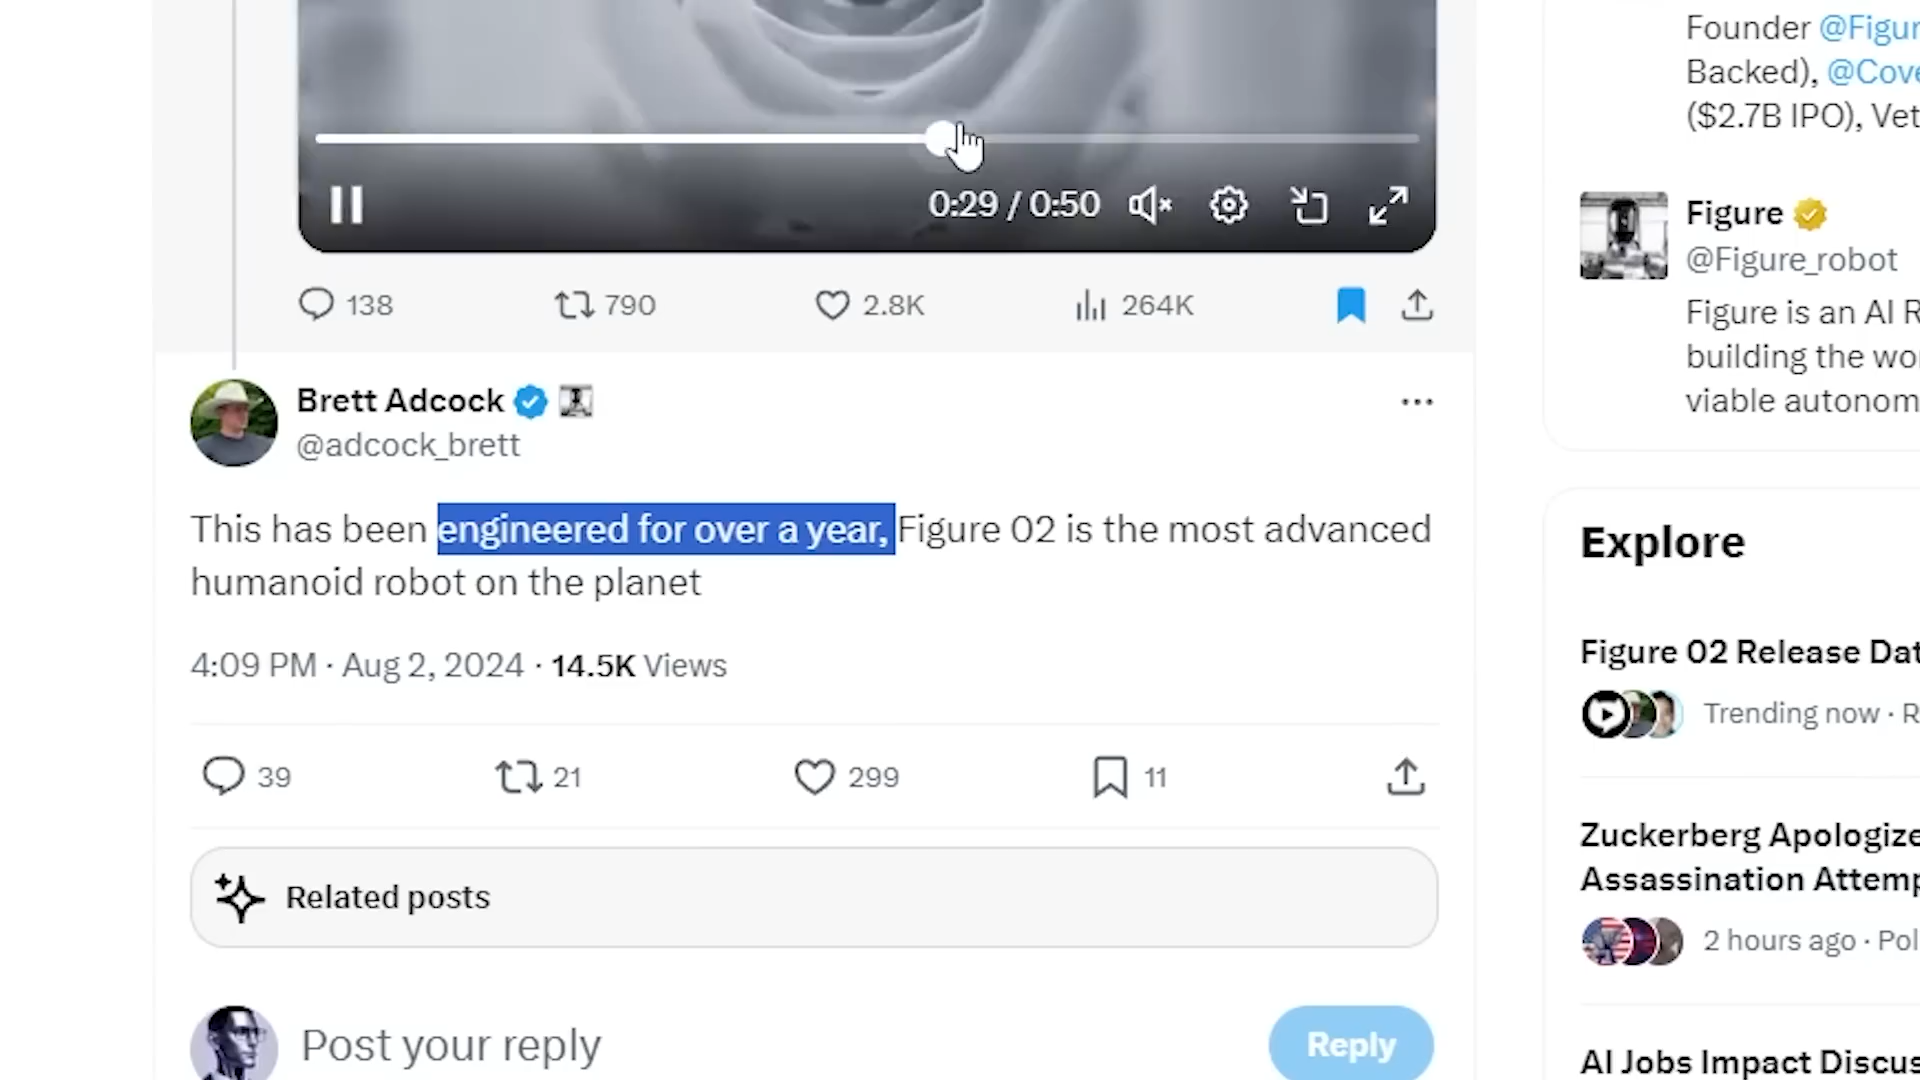 0:29 / 0:50
138
790
2.8K
264K
Brett Adcock
@adcock_brett
This has been engineered for over a year, Figure 02 is the most advanced
humanoid robot on the planet
4:09 PM · Aug 2, 2024 · 14.5K Views
39
21
299
11
Related posts
Post your reply
Reply
Founder @Figur
Backed), @Cove
($2.7B IPO), Vet
Figure
@Figure_robot
Figure is an AI R
building the wo
viable autonom
Explore
Figure 02 Release Dat
Trending now · R
Zuckerberg Apologize
Assassination Attemp
2 hours ago · Pol
AI Jobs Impact Discus